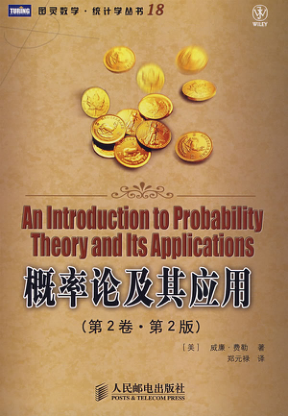 TURING 图灵数学·统计学丛书 18
WILEY
An Introduction to Probability
Theory and Its Applications
概率论及其应用
(第2卷·第2版)
[美] 威廉·费勒 著
郑元禄 译
人民邮电出版社
POSTS & TELECOM PRESS